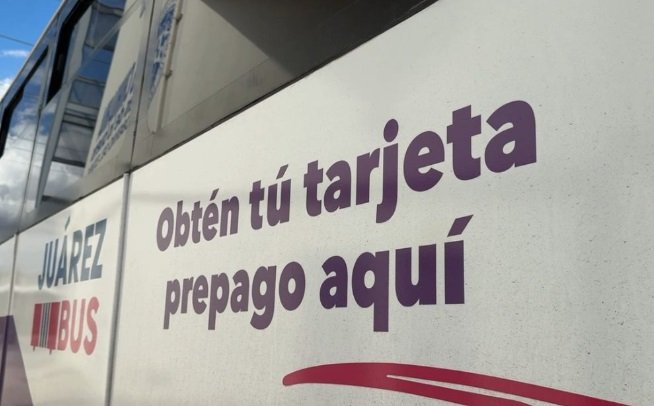 JUÁREZ
BUS
Obtén tú tarjeta
prepago aquí